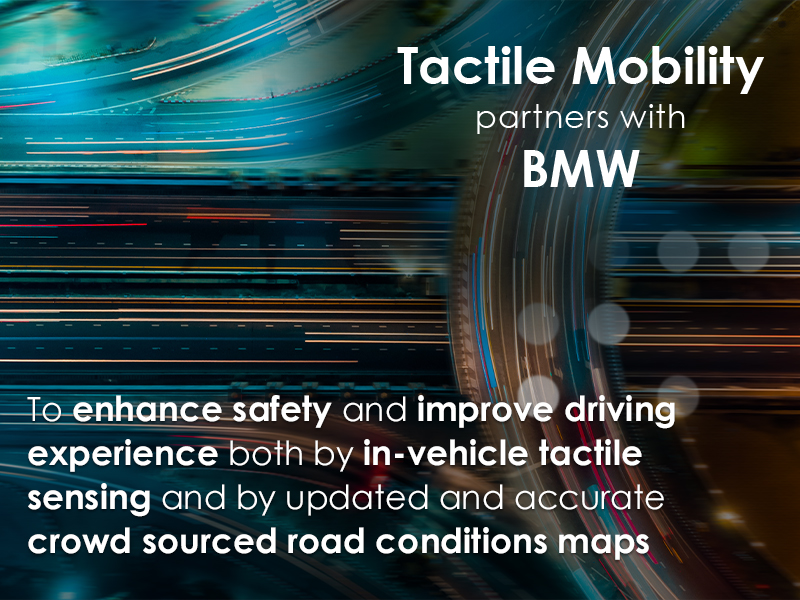 Tactile Mobility
partners with
BMW
To enhance safety and improve driving
experience both by in-vehicle tactile
sensing and by updated and accurate
crowd sourced road conditions maps